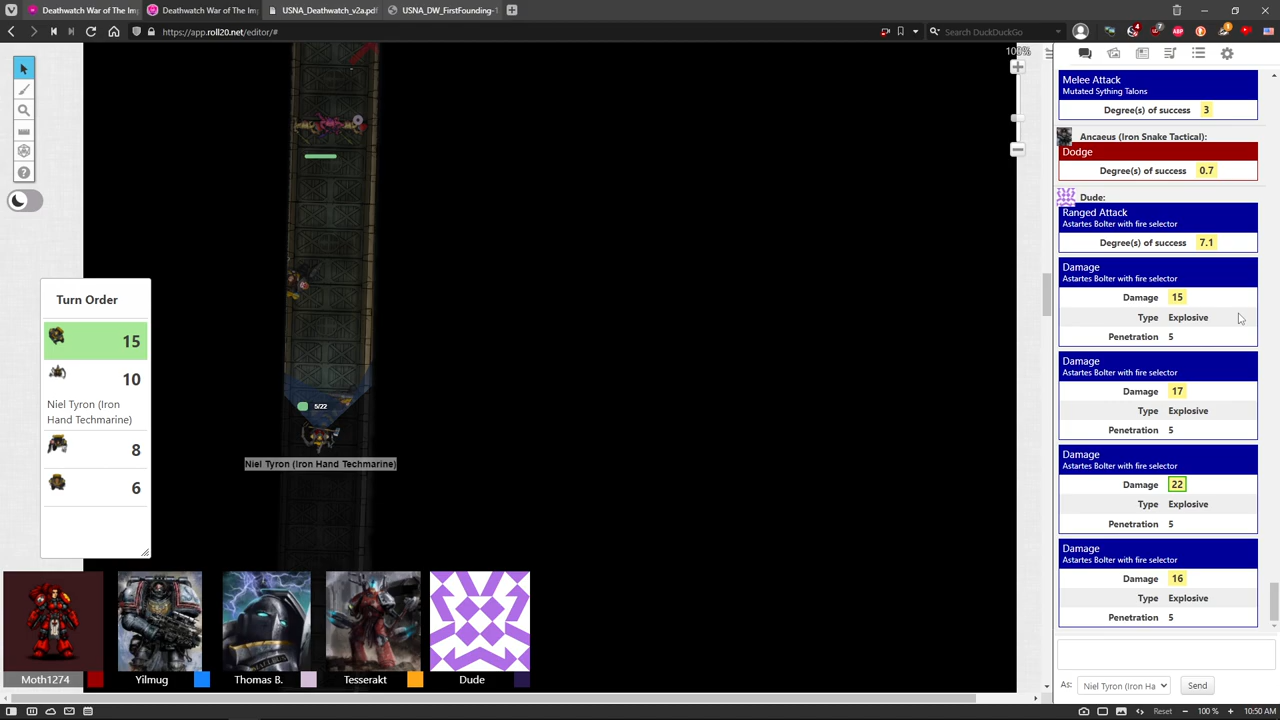 Deathwatch War of The Im
Deathwatch War of The Im
USNA_Deathwatch_v2a.pdf
USNA_DW_FirstFounding-1
https://app.roll20.net/editor/#
Search DuckDuckGo
100%
Melee Attack
Mutated Sything Talons
Degree(s) of success 3
Ancaeus (Iron Snake Tactical):
Dodge
Degree(s) of success 0.7
Dude:
Ranged Attack
Astartes Bolter with fire selector
Degree(s) of success 7.1
Damage
Astartes Bolter with fire selector
Damage 15
Type Explosive
Penetration 5
Damage
Astartes Bolter with fire selector
Damage 17
Type Explosive
Penetration 5
Damage
Astartes Bolter with fire selector
Damage 22
Type Explosive
Penetration 5
Damage
Astartes Bolter with fire selector
Damage 16
Type Explosive
Penetration 5
As: Niel Tyron (Iron Ha
Send
Turn Order
15
10
Niel Tyron (Iron
Hand Techmarine)
8
6
5/22
Niel Tyron (Iron Hand Techmarine)
Moth1274
Yilmug
Thomas B.
Tesserakt
Dude
Reset
100 %
10:50 AM